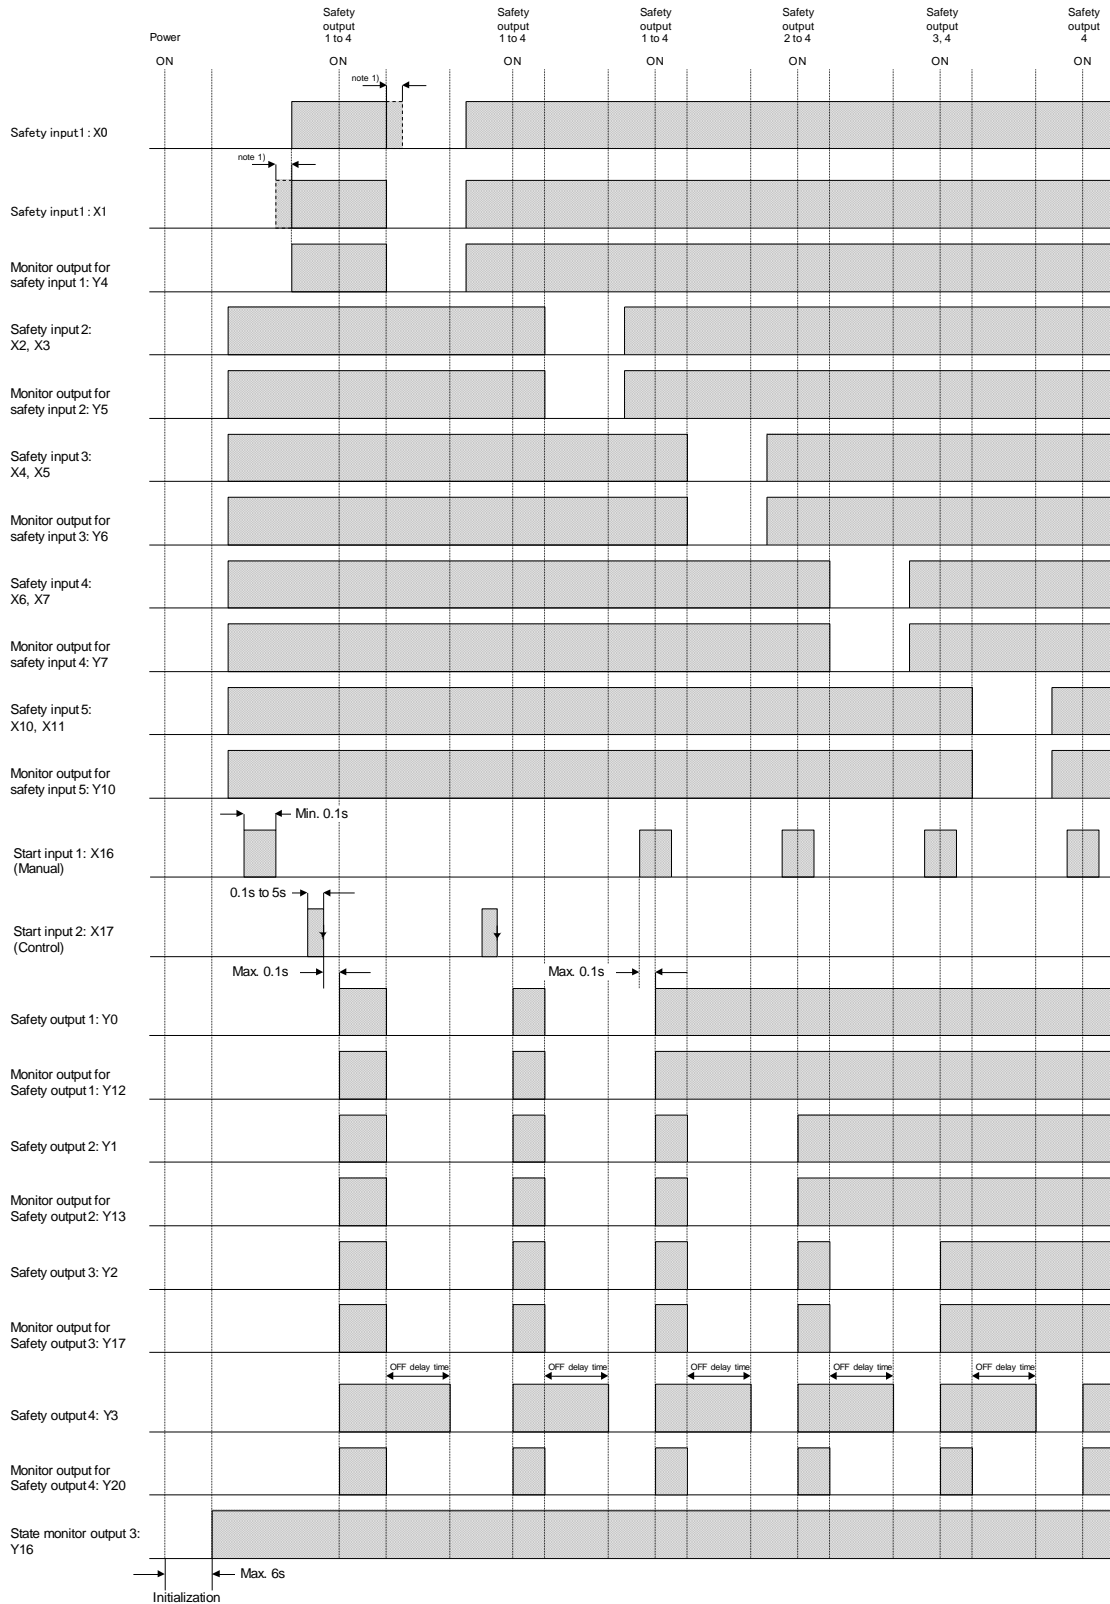 Power
ON
Safety
output
1 to 4
ON
Safety
output
1 to 4
ON
Safety
output
1 to 4
ON
Safety
output
2 to 4
ON
Safety
output
3, 4
ON
Safety
output
4
ON
note 1)
Safety input1: X0
note 1)
Safety input1: X1
Monitor output for
safety input 1: Y4
Safety input 2:
X2, X3
Monitor output for
safety input 2: Y5
Safety input 3:
X4, X5
Monitor output for
safety input 3: Y6
Safety input 4:
X6, X7
Monitor output for
safety input 4: Y7
Safety input 5:
X10, X11
Monitor output for
safety input 5: Y10
Min. 0.1s
Start input 1: X16
(Manual)
0.1s to 5s
Start input 2: X17
(Control)
Max. 0.1s
Max. 0.1s
Safety output 1: Y0
Monitor output for
Safety output 1: Y12
Safety output 2: Y1
Monitor output for
Safety output 2: Y13
Safety output 3: Y2
Monitor output for
Safety output 3: Y17
OFF delay time
OFF delay time
OFF delay time
OFF delay time
OFF delay time
Safety output 4: Y3
Monitor output for
Safety output 4: Y20
State monitor output 3:
Y16
Max. 6s
Initialization